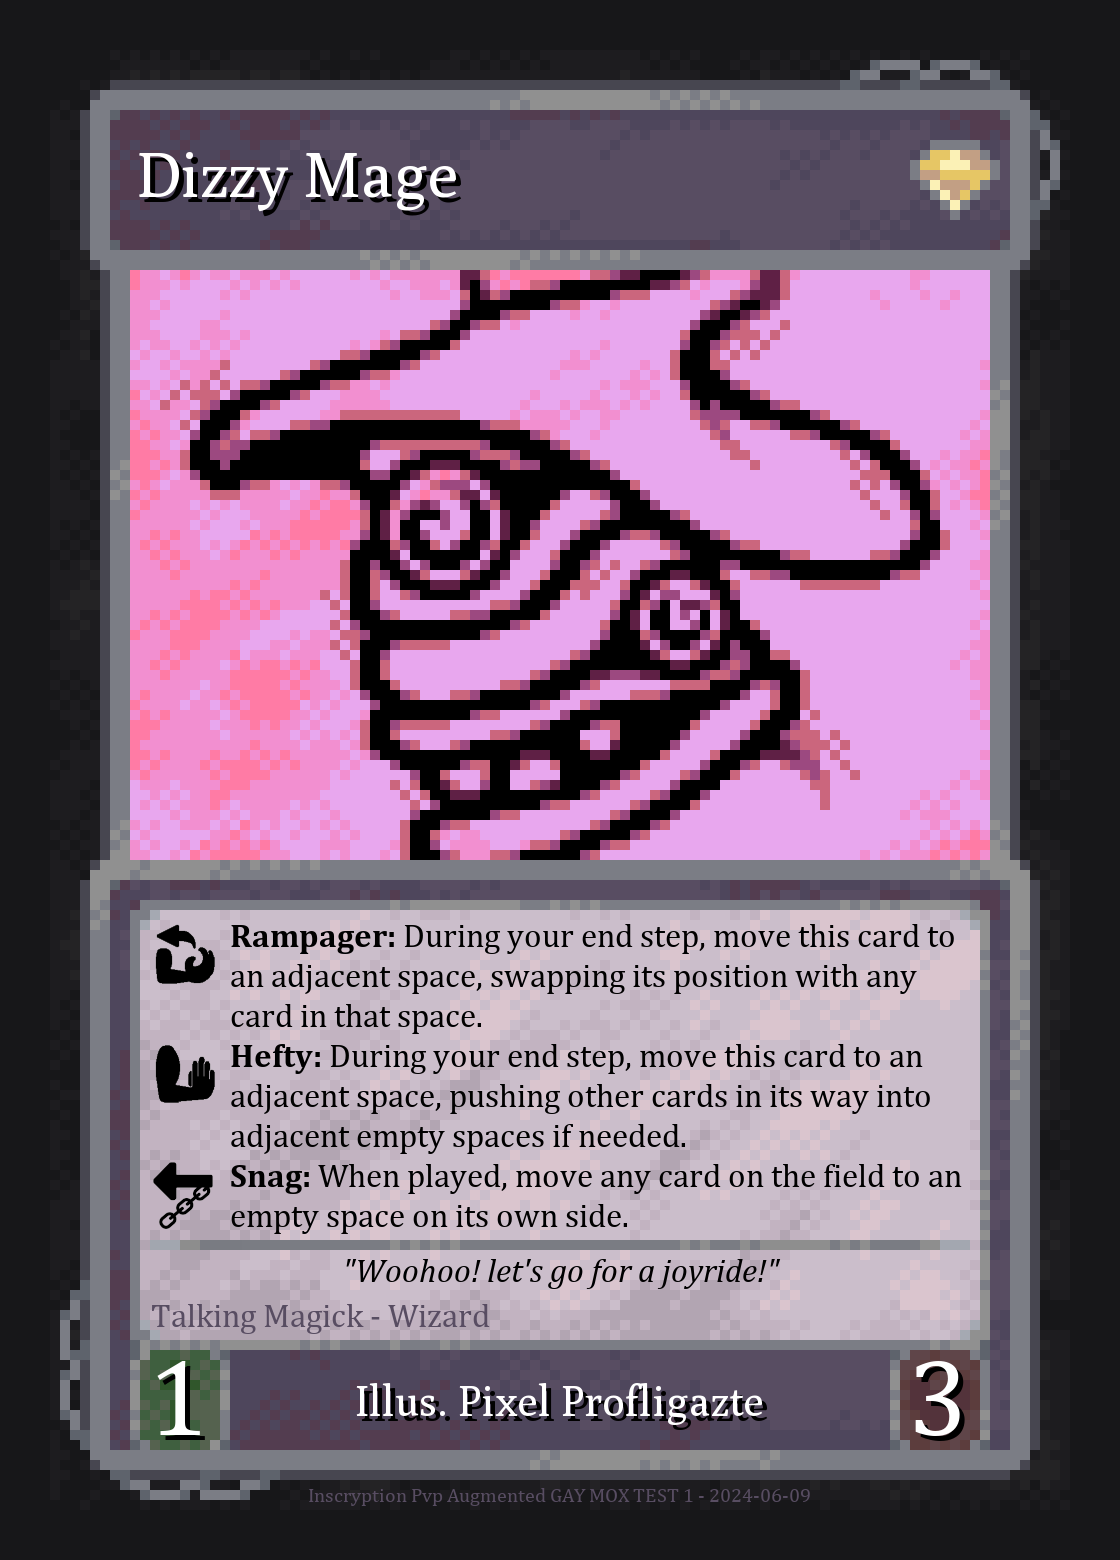 Dizzy Mage
Rampager: During your end step, move this card to
an adjacent space, swapping its position with any
card in that space.
Hefty: During your end step, move this card to an
adjacent space, pushing other cards in its way into
adjacent empty spaces if needed.
Snag: When played, move any card on the field to an
empty space on its own side.
"Woohoo! let's go for a joyride!"
Talking Magick - Wizard
1
Illus. Pixel Profligazte
3
Inscryption Pvp Augmented GAY MOX TEST 1 - 2024-06-09